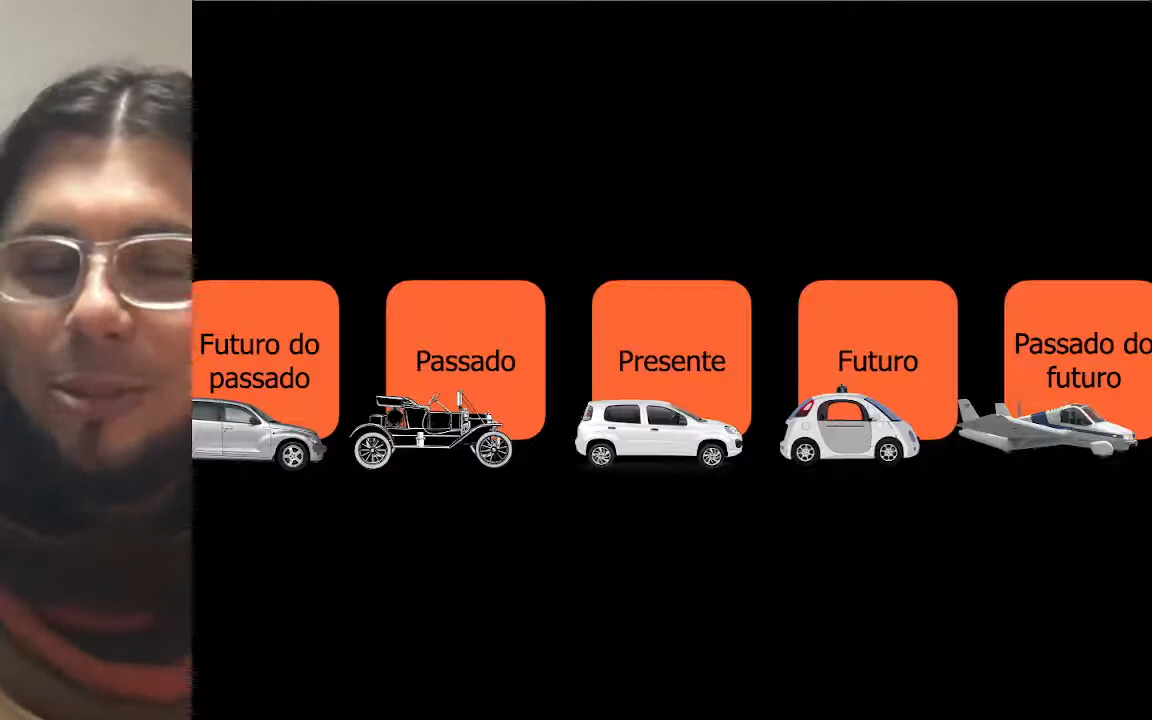 Futuro do
passado
Passado
Presente
Futuro
Passado do
futuro